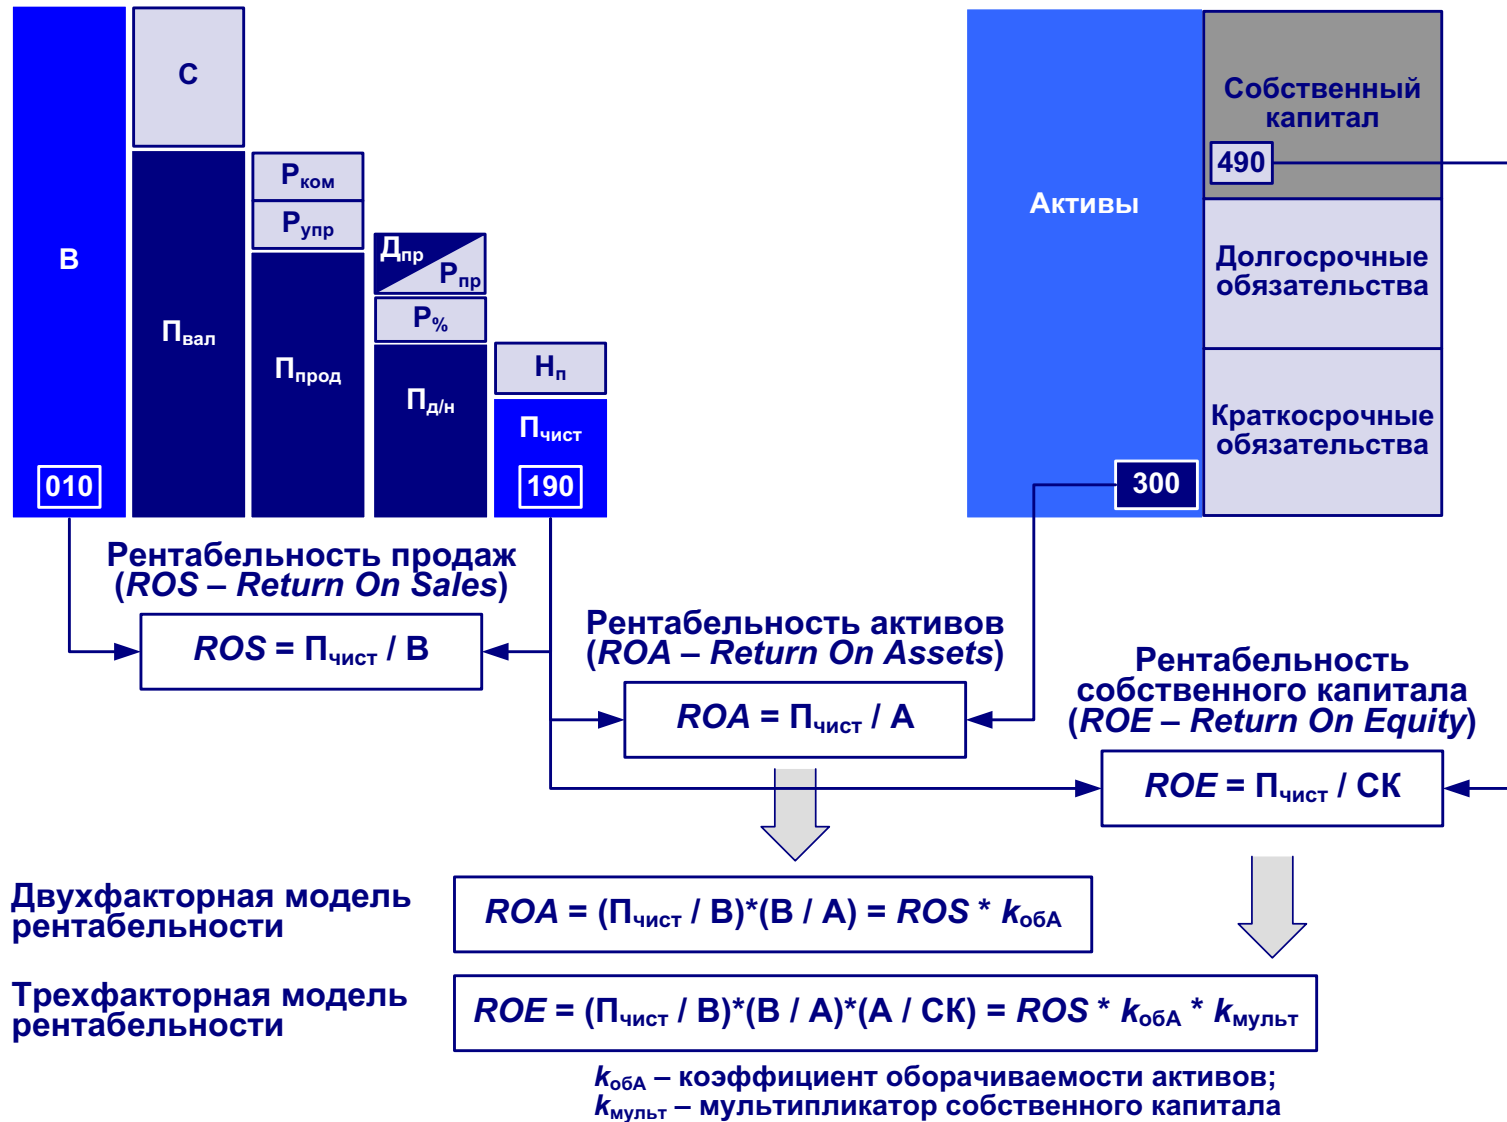 В
010
С
Пвал
Рком
Рупр
Ппрод
Дпр
Рпр
Р%
Пд/н
Нп
Пчист
190
Активы
300
Собственный
капитал
490
Долгосрочные
обязательства
Краткосрочные
обязательства
Рентабельность продаж
(ROS – Return On Sales)
ROS = Пчист / В
Рентабельность активов
(ROA – Return On Assets)
ROA = Пчист / А
Рентабельность
собственного капитала
(ROE – Return On Equity)
ROE = Пчист / СК
Двухфакторная модель
рентабельности
ROA = (Пчист / В)*(В / А) = ROS * kобА
Трехфакторная модель
рентабельности
ROE = (Пчист / В)*(В / А)*(А / СК) = ROS * kобА * kмульт
kобА – коэффициент оборачиваемости активов;
kмульт – мультипликатор собственного капитала